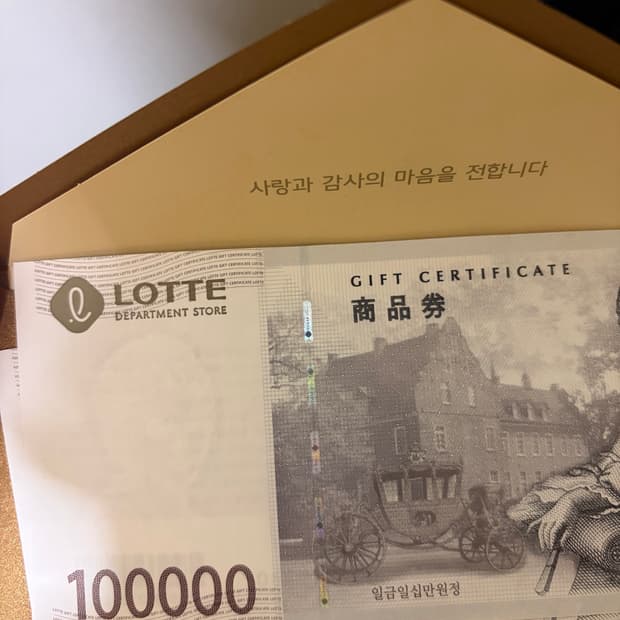 사랑과 감사의 마음을 전합니다
GIFT CERTIFICATE
商品券
LOTTE
DEPARTMENT STORE
일금일십만원정
100000